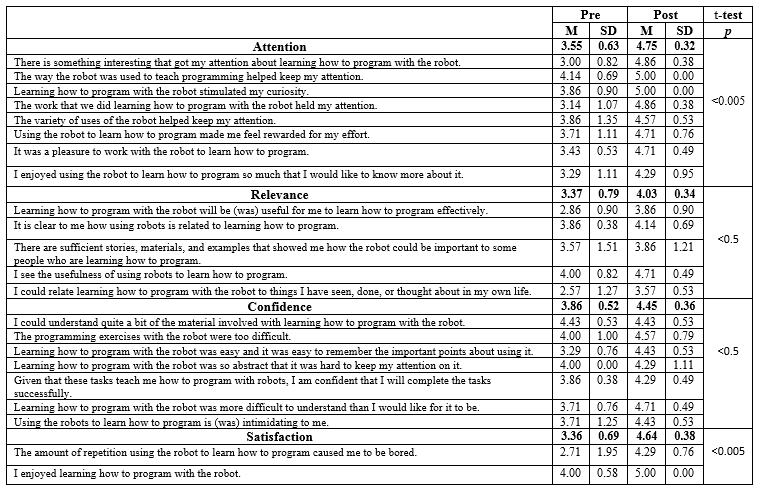 Pre Post t-test
M SD M SD p
Attention 3.55 0.63 4.75 0.32 <0.005
There is something interesting that got my attention about learning how to program with the robot. 3.00 0.82 4.86 0.38
The way the robot was used to teach programming helped keep my attention. 4.14 0.69 5.00 0.00
Learning how to program with the robot stimulated my curiosity. 3.86 0.90 5.00 0.00
The work that we did learning how to program with the robot held my attention. 3.14 1.07 4.86 0.38
The variety of uses of the robot helped keep my attention. 3.86 1.35 4.57 0.53
Using the robot to learn how to program made me feel rewarded for my effort. 3.71 1.11 4.71 0.76
It was a pleasure to work with the robot to learn how to program. 3.43 0.53 4.71 0.49
I enjoyed using the robot to learn how to program so much that I would like to know more about it. 3.29 1.11 4.29 0.95
Relevance 3.37 0.79 4.03 0.34 <0.5
Learning how to program with the robot will be (was) useful for me to learn how to program effectively. 2.86 0.90 3.86 0.90
It is clear to me how using robots is related to learning how to program. 3.86 0.38 4.14 0.69
There are sufficient stories, materials, and examples that showed me how the robot could be important to some 3.57 1.51 3.86 1.21
people who are learning how to program.
I see the usefulness of using robots to learn how to program. 4.00 0.82 4.71 0.49
I could relate learning how to program with the robot to things I have seen, done, or thought about in my own life. 2.57 1.27 3.57 0.53
Confidence 3.86 0.52 4.45 0.36 <0.5
I could understand quite a bit of the material involved with learning how to program with the robot. 4.43 0.53 4.43 0.53
The programming exercises with the robot were too difficult. 4.00 1.00 4.57 0.79
Learning how to program with the robot was easy and it was easy to remember the important points about using it. 3.29 0.76 4.43 0.53
Learning how to program with the robot was so abstract that it was hard to keep my attention on it. 4.00 0.00 4.29 1.11
Given that these tasks teach me how to program with robots, I am confident that I will complete the tasks 3.86 0.38 4.29 0.49
successfully.
Learning how to program with the robot was more difficult to understand than I would like for it to be. 3.71 0.76 4.71 0.49
Using the robots to learn how to program is (was) intimidating to me. 3.71 1.25 4.43 0.53
Satisfaction 3.36 0.69 4.64 0.38 <0.005
The amount of repetition using the robot to learn how to program caused me to be bored. 2.71 1.95 4.29 0.76
I enjoyed learning how to program with the robot. 4.00 0.58 5.00 0.00